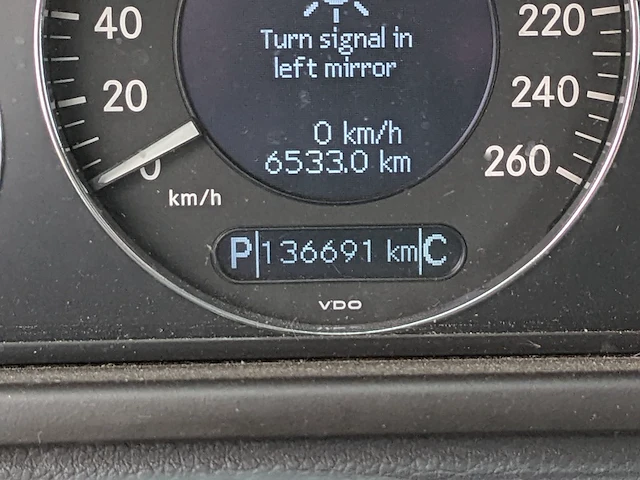 40
20
0
km/h
Turn signal in
left mirror
0 km/h
6533.0 km
220
240
260
P 136691 km C
VDO